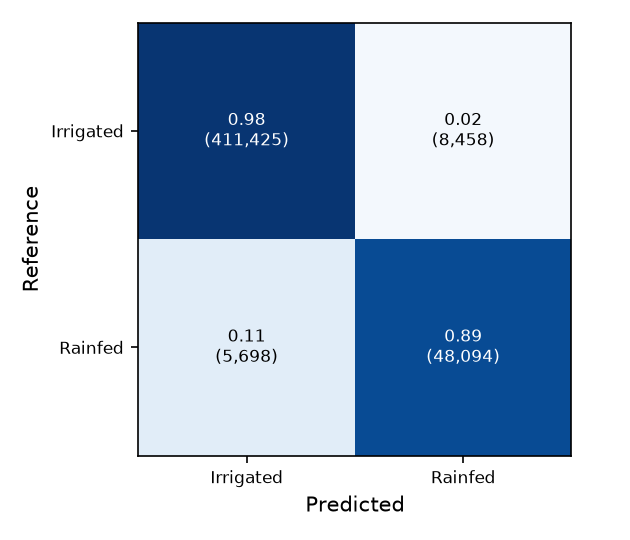 0.98
(411,425)
0.02
(8,458)
Irrigated
Reference
0.11
(5,698)
0.89
(48,094)
Rainfed
Irrigated
Rainfed
Predicted